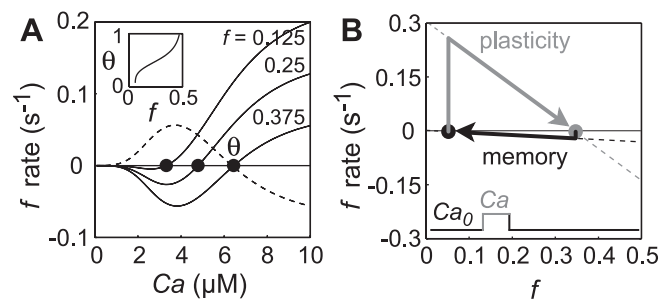 A
f rate (s⁻¹)
0.2
0.1
0
-0.1
θ
1
0
0
0.5
f
f = 0.125
0.25
0.375
θ
0
2
4
6
8
10
Ca (μM)
B
f rate (s⁻¹)
0.3
0.15
0
-0.15
-0.3
plasticity
memory
Ca₀
Ca
0
0.1
0.2
0.3
0.4
0.5
f